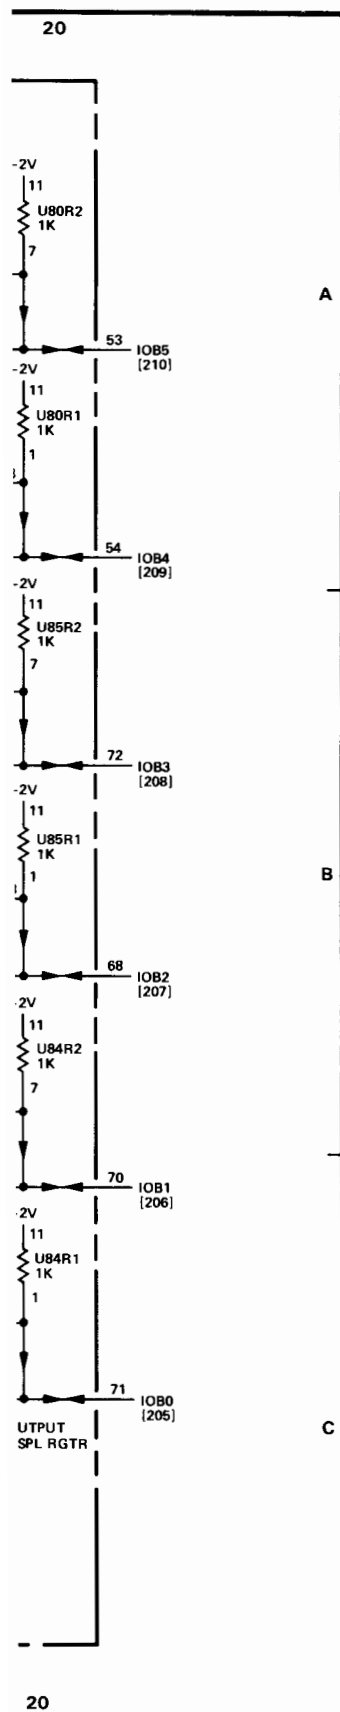 20
-2V
11
U80R2
1K
7
A
53
IOB5
[210]
-2V
11
U80R1
1K
1
54
IOB4
[209]
-2V
11
U85R2
1K
7
72
IOB3
[208]
-2V
11
U85R1
1K
B
1
68
IOB2
[207]
-2V
11
U84R2
1K
7
70
IOB1
[206]
-2V
11
U84R1
1K
1
71
IOB0
[205]
UTPUT
SPL RGTR
C
20